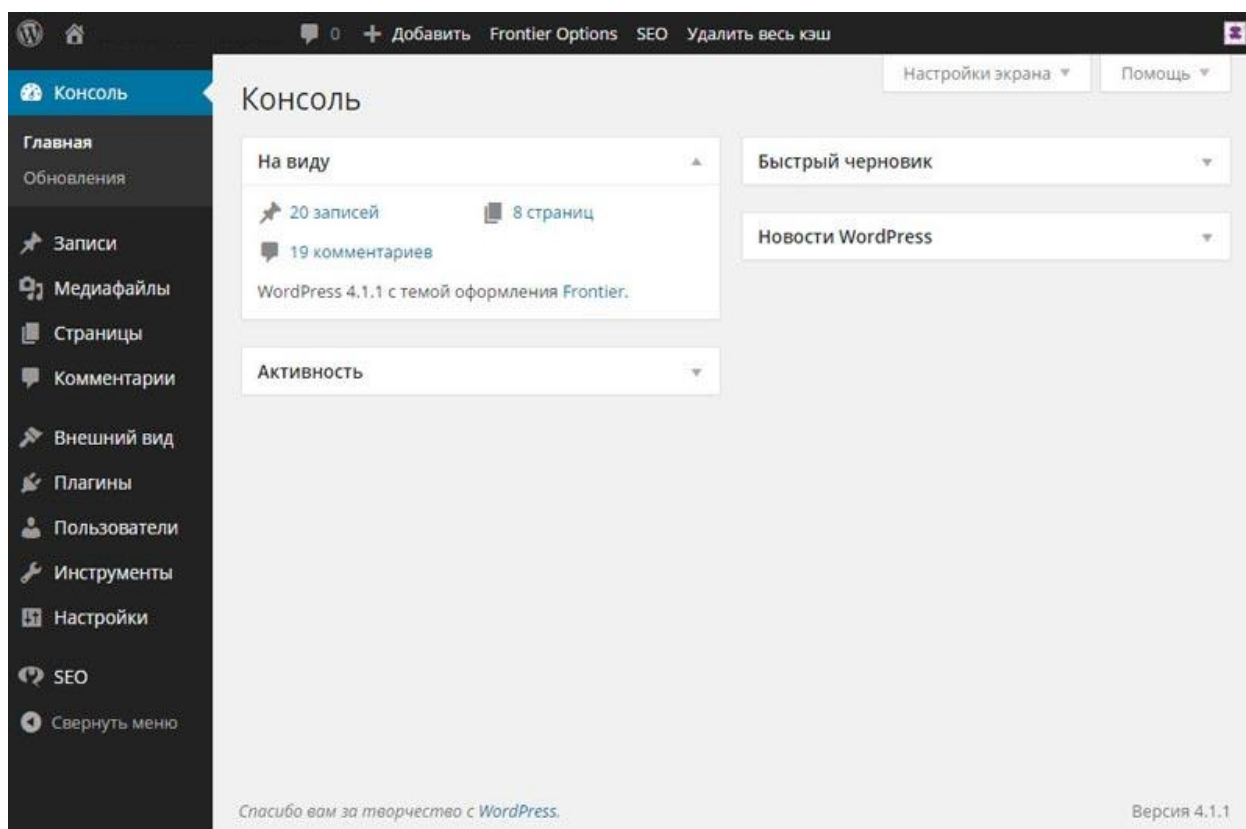 0 Добавить Frontier Options SEO Удалить весь кэш
Настройки экрана Помощь
Консоль
Главная
Обновления
Записи
Медиафайлы
Страницы
Комментарии
Внешний вид
Плагины
Пользователи
Инструменты
Настройки
SEO
Свернуть меню
Консоль
На виду
20 записей 8 страниц
19 комментариев
WordPress 4.1.1 с темой оформления Frontier.
Активность
Быстрый черновик
Новости WordPress
Спасибо вам за творчество с WordPress.
Версия 4.1.1